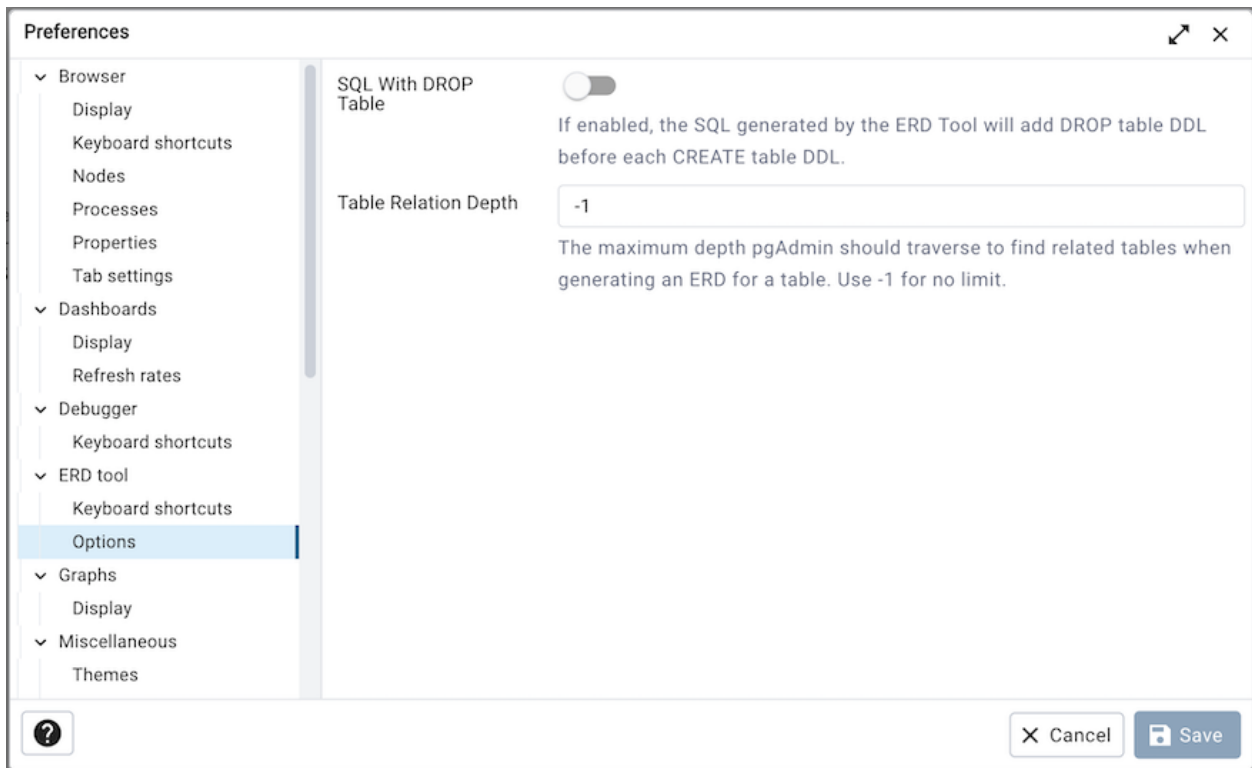 Preferences
Browser
Display
Keyboard shortcuts
Nodes
Processes
Properties
Tab settings
Dashboards
Display
Refresh rates
Debugger
Keyboard shortcuts
ERD tool
Keyboard shortcuts
Options
Graphs
Display
Miscellaneous
Themes
SQL With DROP
Table
If enabled, the SQL generated by the ERD Tool will add DROP table DDL
before each CREATE table DDL.
Table Relation Depth
-1
The maximum depth pgAdmin should traverse to find related tables when
generating an ERD for a table. Use -1 for no limit.
Cancel
Save